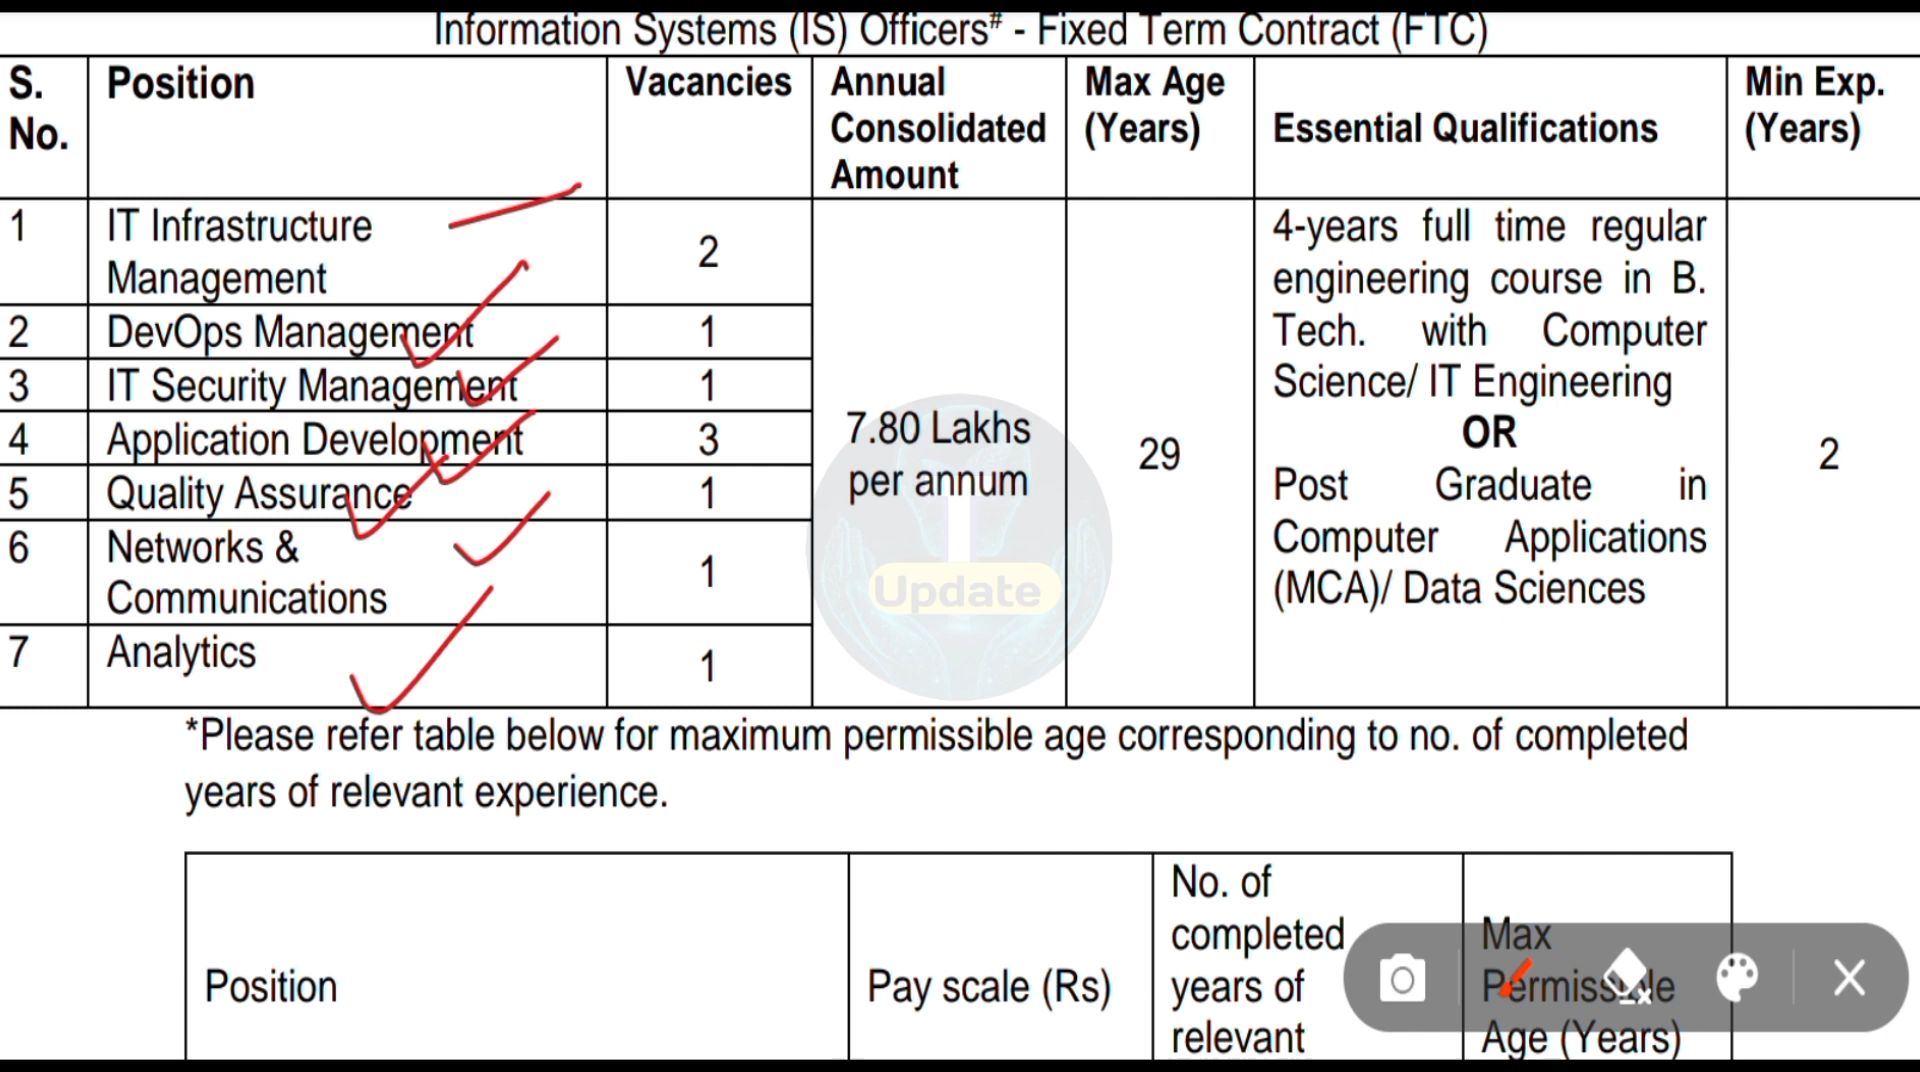 Information Systems (IS) Officers# - Fixed Term Contract (FTC)
S. No.
Position
Vacancies
Annual Consolidated Amount
Max Age (Years)
Essential Qualifications
Min Exp. (Years)
1
IT Infrastructure
Management
2
2
DevOps Management
1
3
IT Security Management
1
4
Application Development
3
5
Quality Assurance
1
6
Networks &
Communications
1
7
Analytics
1
7.80 Lakhs
per annum
29
4-years full time regular
engineering course in B.
Tech. with Computer
Science/ IT Engineering
OR
Post Graduate in
Computer Applications
(MCA)/ Data Sciences
2
Update
*Please refer table below for maximum permissible age corresponding to no. of completed
years of relevant experience.
Position
Pay scale (Rs)
No. of
completed
years of
relevant
Max
Permissible
Age (Years)